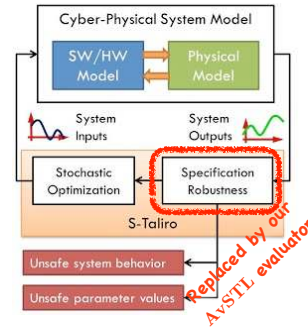 Cyber-Physical System Model
SW/HW
Model
Physical
Model
System
Inputs
System
Outputs
Stochastic
Optimization
Specification
Robustness
S-Taliro
Replaced by our
AvSTL evaluator
Unsafe system behavior
Unsafe parameter values